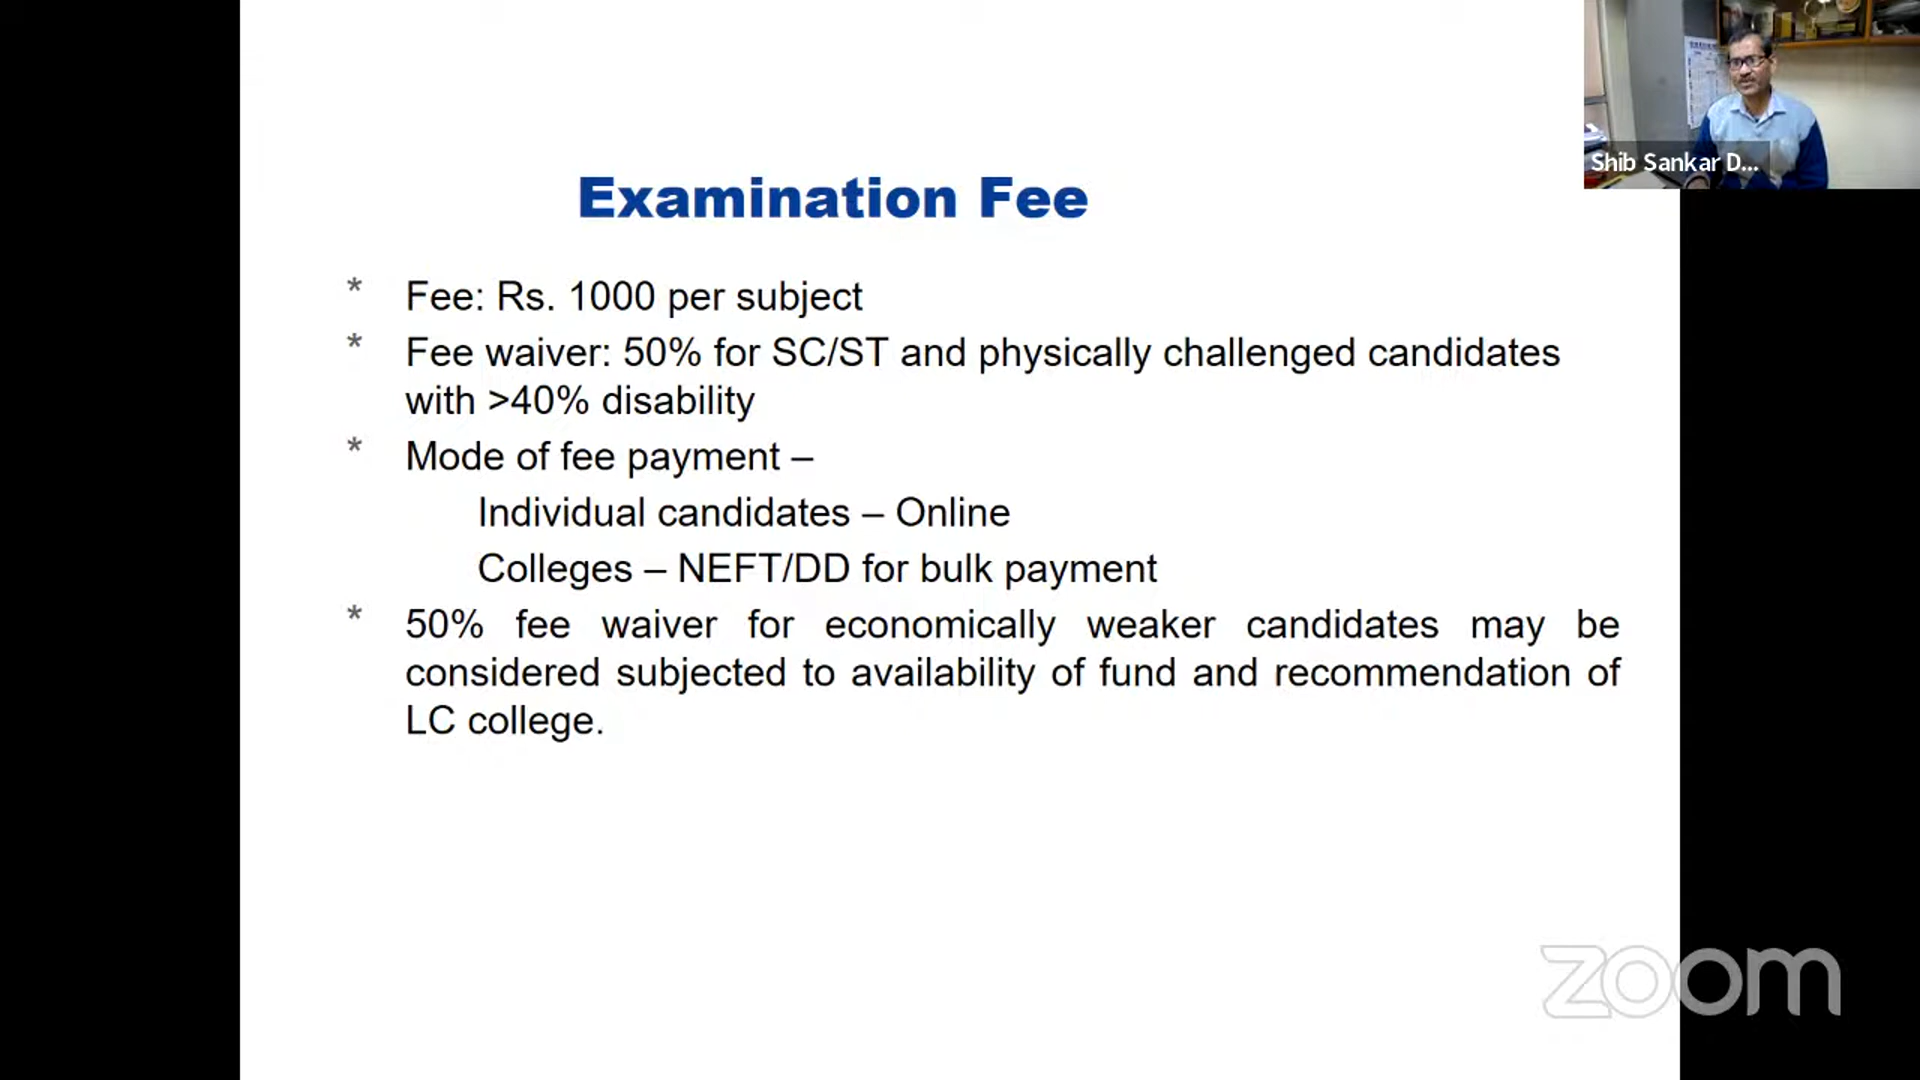 Shib Sankar D...
Examination Fee
* Fee: Rs. 1000 per subject
* Fee waiver: 50% for SC/ST and physically challenged candidates
with >40% disability
* Mode of fee payment –
Individual candidates – Online
Colleges – NEFT/DD for bulk payment
* 50% fee waiver for economically weaker candidates may be
considered subjected to availability of fund and recommendation of
LC college.
zoom